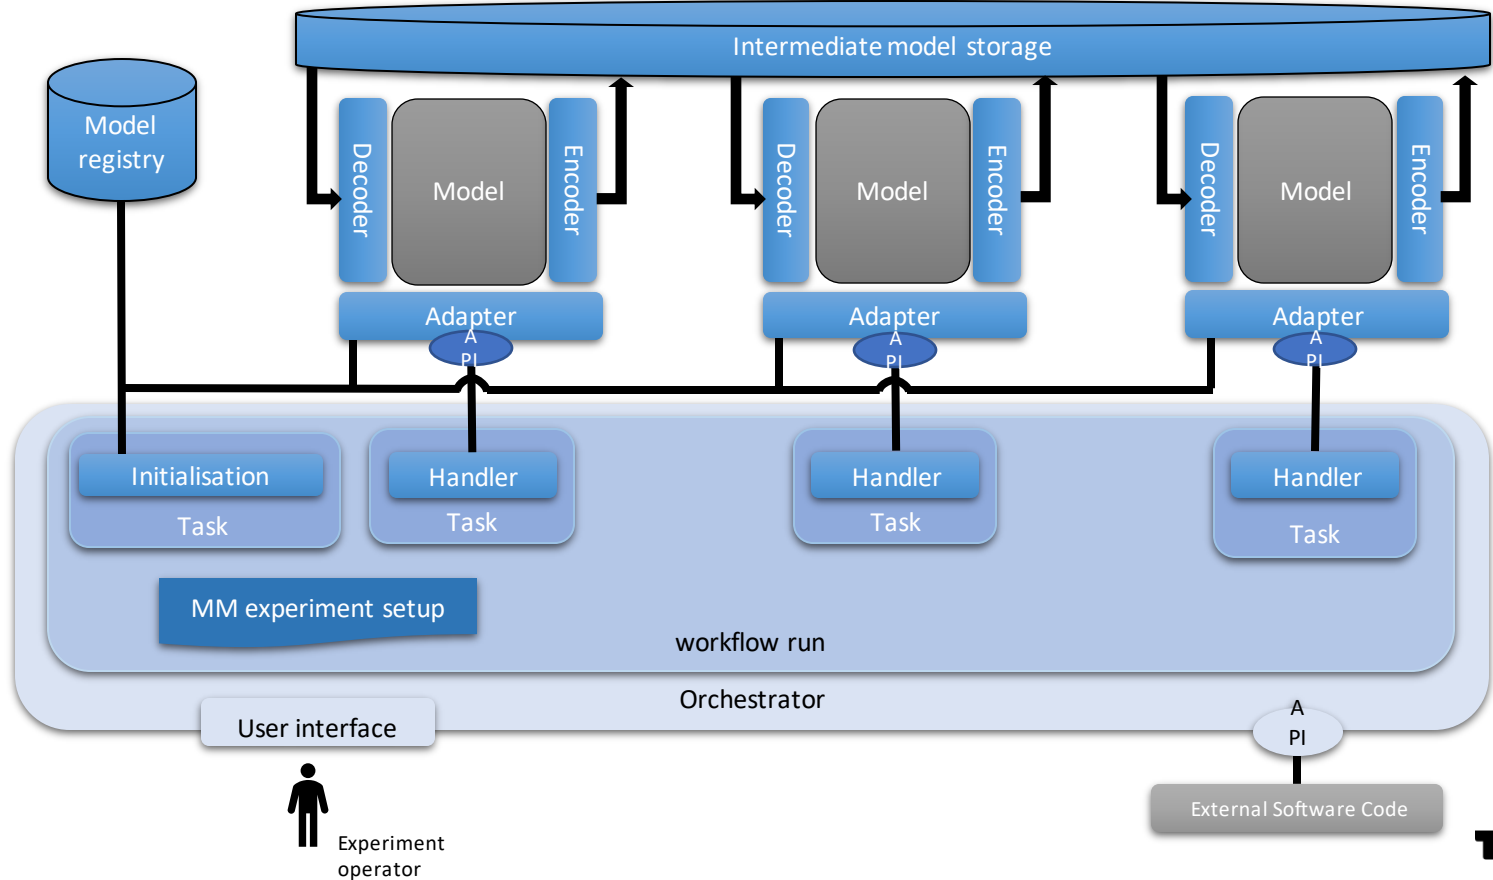 Intermediate model storage
Model
registry
Decoder
Model
Encoder
Decoder
Model
Encoder
Decoder
Model
Encoder
Adapter
A
PI
Adapter
A
PI
Adapter
A
PI
Initialisation
Task
Handler
Task
Handler
Task
Handler
Task
MM experiment setup
workflow run
Orchestrator
User interface
A
PI
External Software Code
Experiment
operator